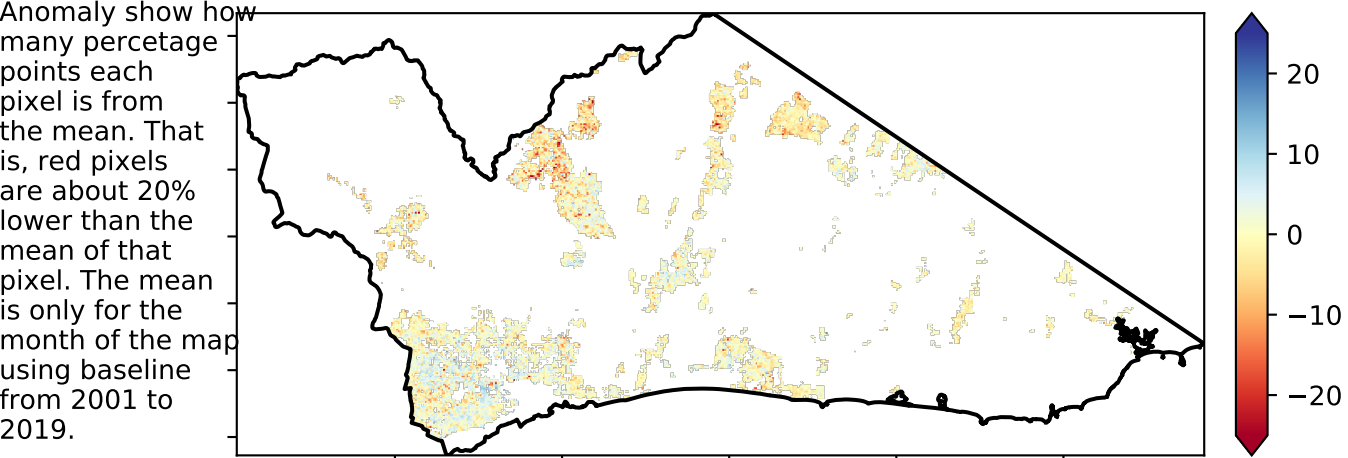 Anomaly show how
many percetage
points each
pixel is from
the mean. That
is, red pixels
are about 20%
lower than the
mean of that
pixel. The mean
is only for the
month of the map
using baseline
from 2001 to
2019.
20
10
0
−10
−20